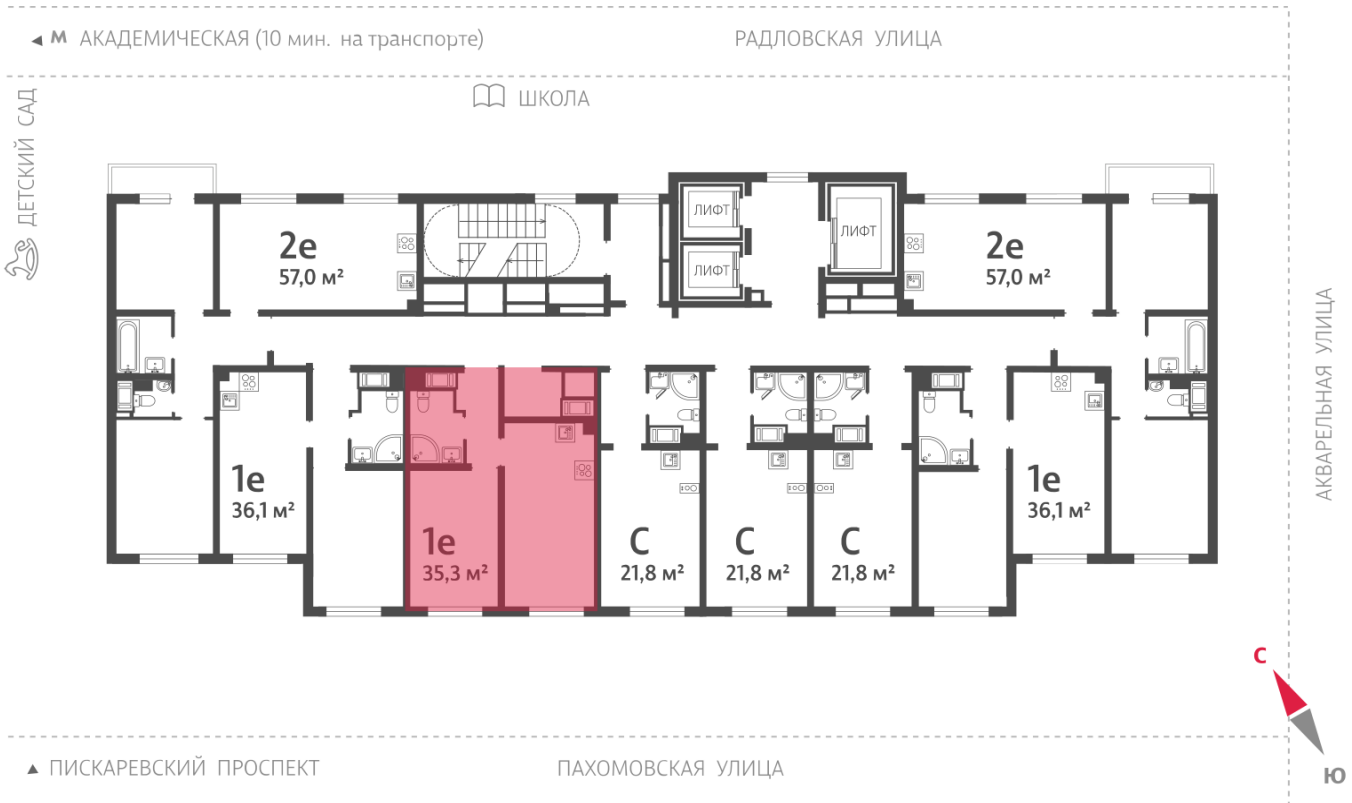 М АКАДЕМИЧЕСКАЯ (10 мин. на транспорте)
РАДЛОВСКАЯ УЛИЦА
ШКОЛА
ДЕТСКИЙ САД
ЛИФТ
ЛИФТ
ЛИФТ
2е
57,0 м²
2е
57,0 м²
АКВАРЕЛЬНАЯ УЛИЦА
1е
36,1 м²
1е
35,3 м²
С
21,8 м²
С
21,8 м²
С
21,8 м²
1е
36,1 м²
С
Ю
ПИСКАРЕВСКИЙ ПРОСПЕКТ
ПАХОМОВСКАЯ УЛИЦА